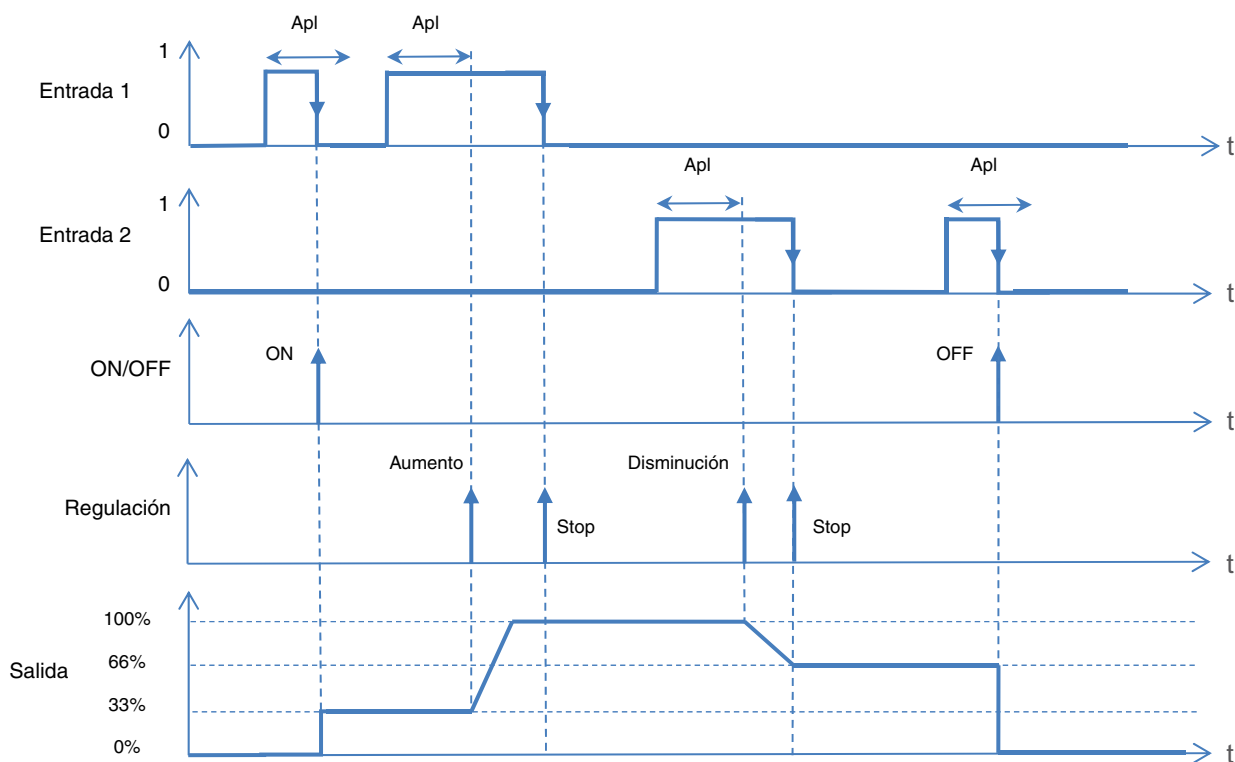 Apl Apl
1
Entrada 1
0
t
Apl Apl
1
Entrada 2
0
ON OFF
ON/OFF
t
Aumento Disminución
Regulación
Stop Stop
t
100%
66%
Salida
33%
0%
t